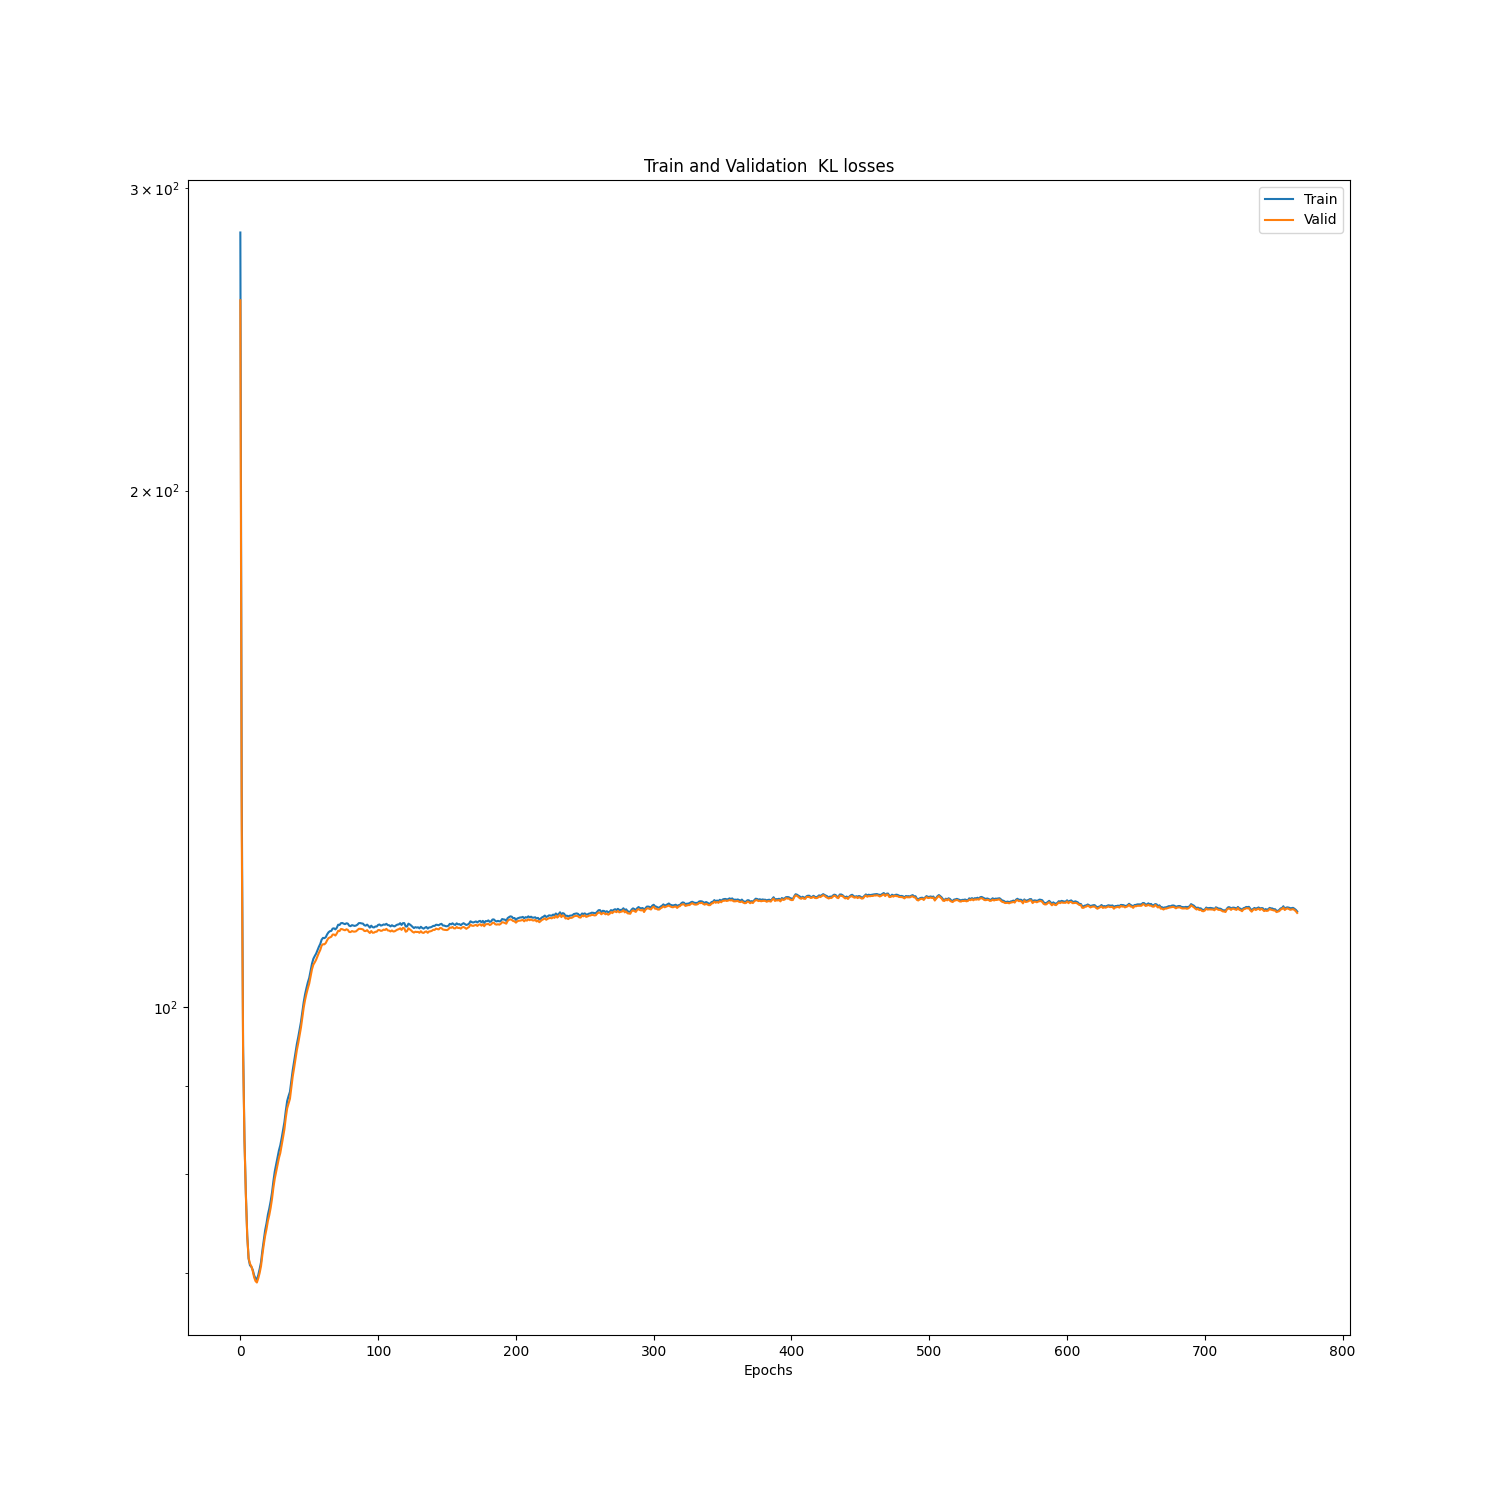 Train and Validation  KL losses
3 × 10²
2 × 10²
10²
Train
Valid
0 100 200 300 400 500 600 700 800
Epochs